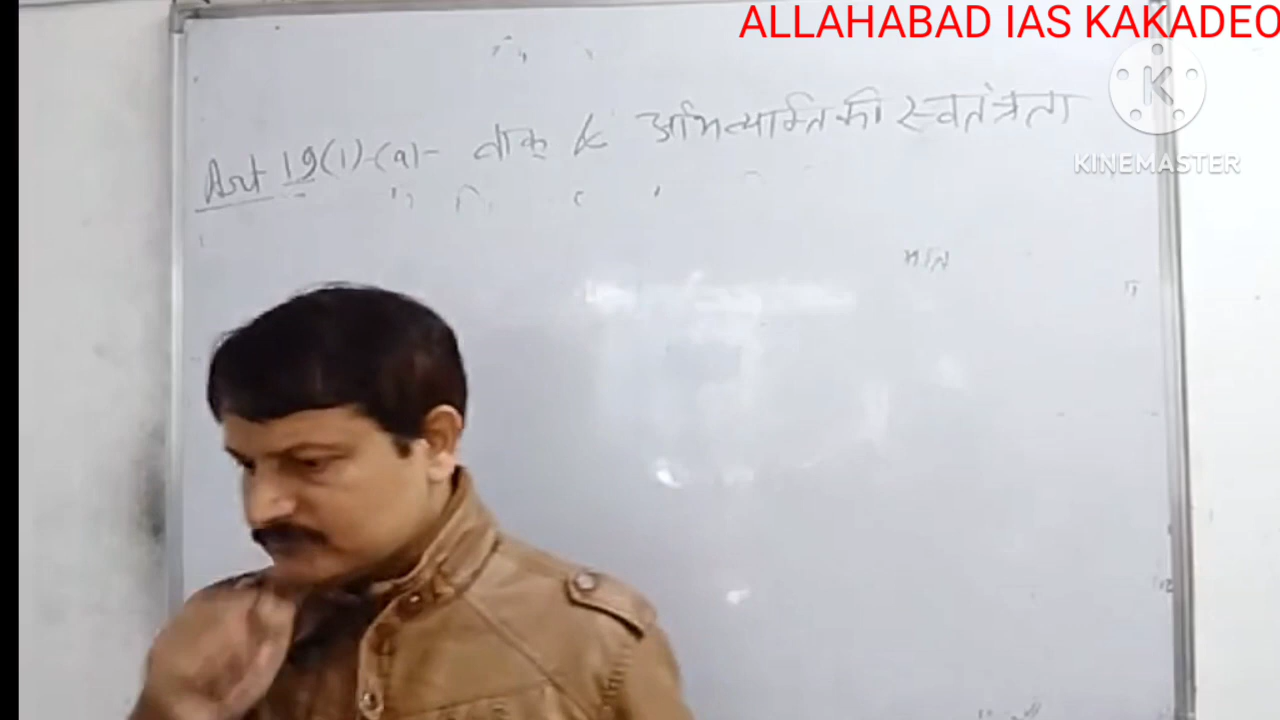 ALLAHABAD IAS KAKADEO
K
KINEMASTER
Art 19(1)-(a)- वाक् & अभिव्यक्ति की स्वतंत्रता